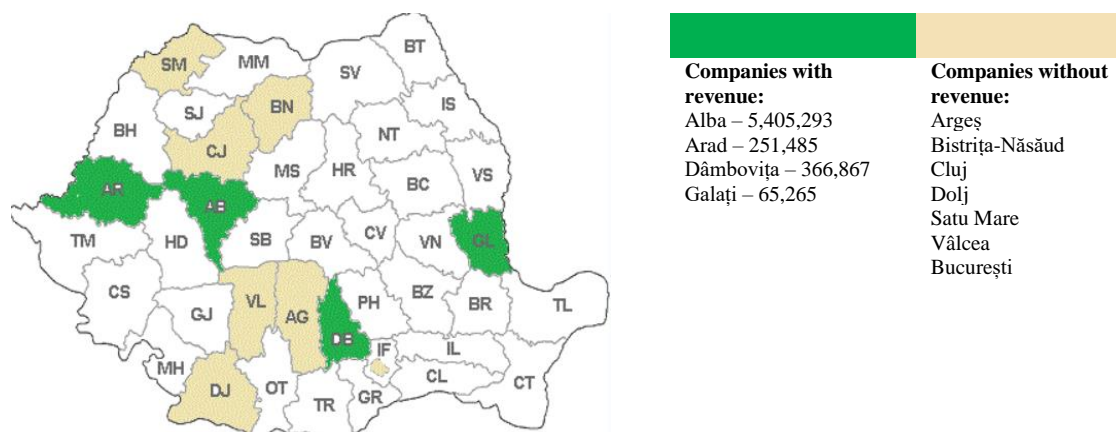 BT
SM
MM
SV
BN
IS
SJ
BH
NT
CJ
MS
HR
VS
BC
AR
AB
GL
TM
HD
SB
BV
CV
VN
CS
VL
AG
PH
BZ
BR
TL
GJ
DB
IF
IL
MH
DJ
OT
CL
CT
TR
GR
Companies with
revenue:
Alba – 5,405,293
Arad – 251,485
Dâmbovița – 366,867
Galați – 65,265
Companies without
revenue:
Argeș
Bistrița-Năsăud
Cluj
Dolj
Satu Mare
Vâlcea
București